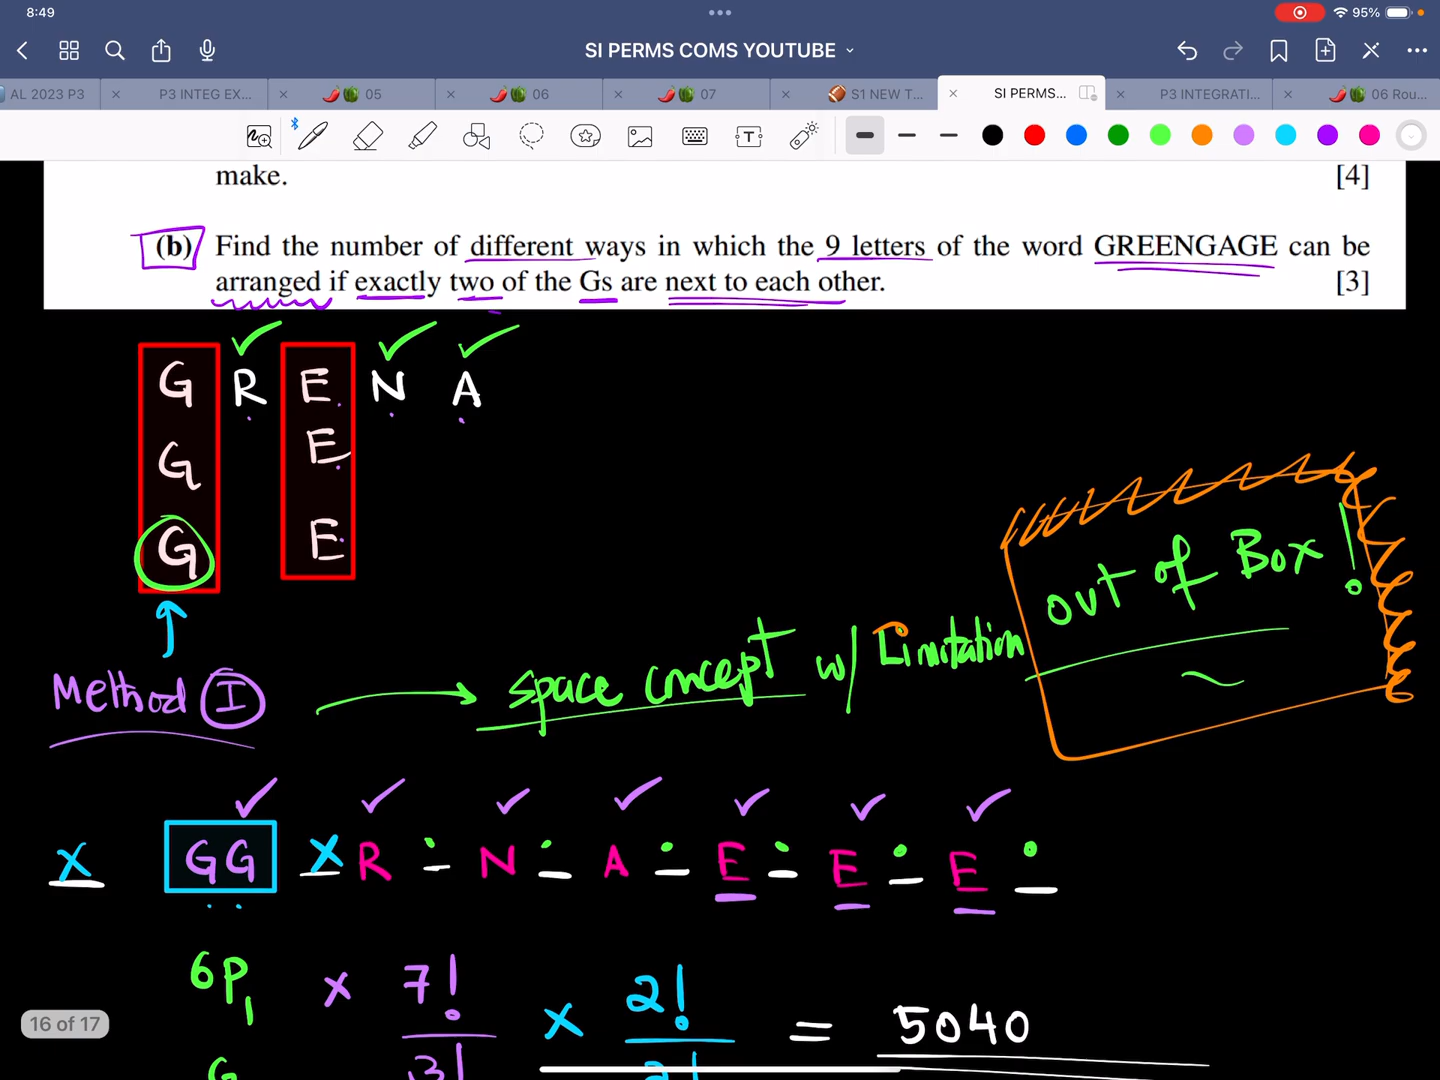 8:49
95%
SI PERMS COMS YOUTUBE
AL 2023 P3
P3 INTEG EX...
05
06
07
S1 NEW T...
SI PERMS...
P3 INTEGRATI...
06 Rou...
make. [4]
(b) Find the number of different ways in which the 9 letters of the word GREENGAGE can be
arranged if exactly two of the Gs are next to each other. [3]
G R E N A
G E
G E
out of Box !
Method I → space concept w/ Limitation
X GG X R N A E E E
6P1 × 7!/3! × 2!/ = 5040
16 of 17